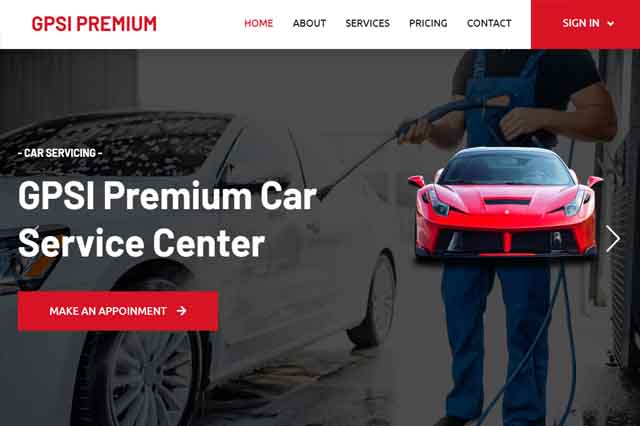 GPSI PREMIUM
HOME ABOUT SERVICES PRICING CONTACT SIGN IN
- CAR SERVICING -
GPSI Premium Car
Service Center
MAKE AN APPOINMENT